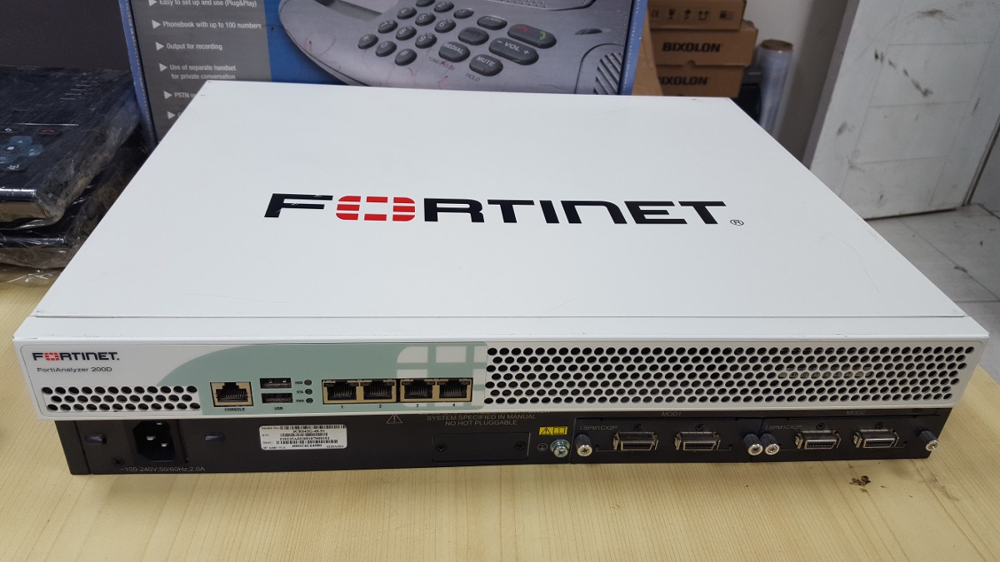 Easy to set up and use (Plug&Play)
Phonebook with up to 100 numbers
Output for recording
Use of separate handset
for private conversation
PSTN
REDIAL
MUTE
HOLD
- VOL +
BIXOLON
BIXOLON
FORTINET®
FORTINET
FortiAnalyzer 200D
CONSOLE
USB
HDD
STA
PWR
1
2
3
4
SYSTEM SPECIFIED IN MANUAL
NO HOT PLUGGABLE
MOD1
MOD2
LSPM1CX2P
LSPM1CX2P
~100-240V;50/60Hz;2.0A